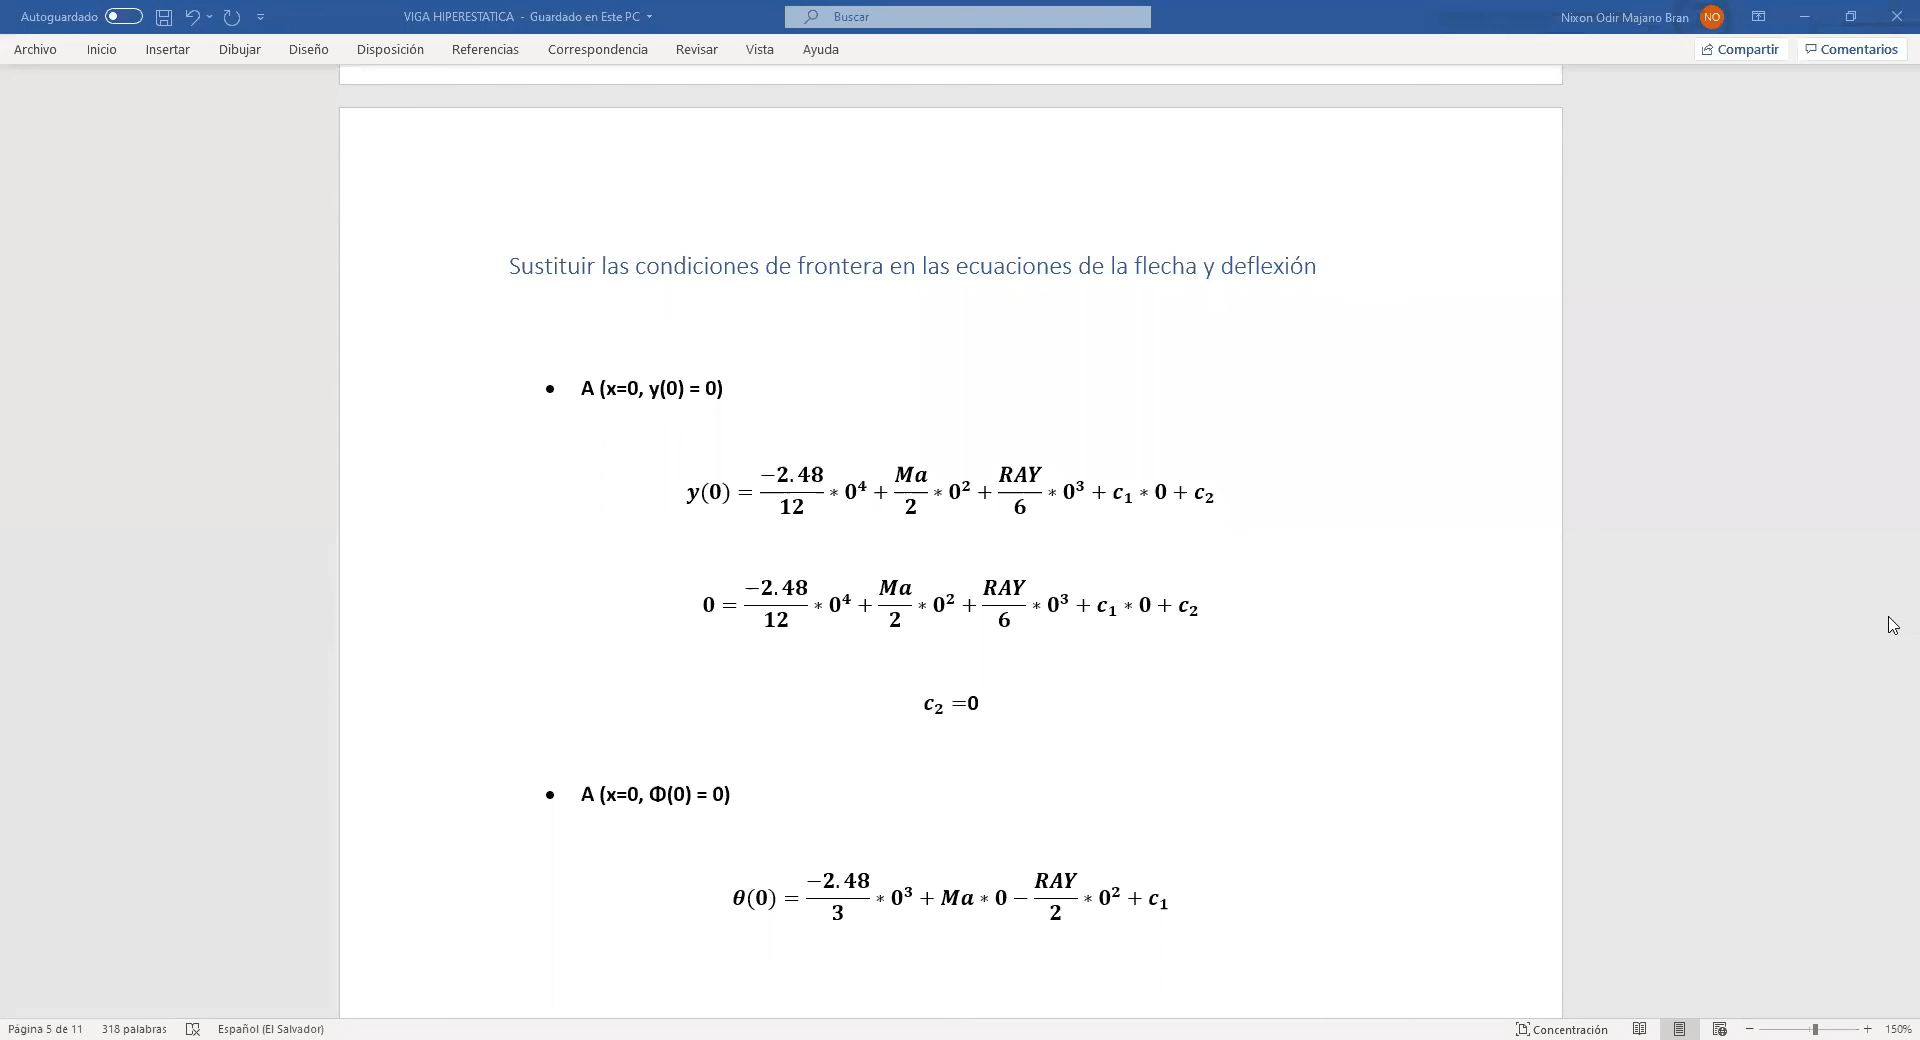 Autoguardado VIGA HIPERESTATICA - Guardado en Este PC Buscar Nixon Odir Majano Bran NO
Archivo Inicio Insertar Dibujar Diseño Disposición Referencias Correspondencia Revisar Vista Ayuda Compartir Comentarios
Sustituir las condiciones de frontera en las ecuaciones de la flecha y deflexión
• A (x=0, y(0) = 0)
y(0) = −2.48/12 * 0⁴ + Ma/2 * 0² + RAY/6 * 0³ + c₁ * 0 + c₂
0 = −2.48/12 * 0⁴ + Ma/2 * 0² + RAY/6 * 0³ + c₁ * 0 + c₂
c₂ =0
• A (x=0, Φ(0) = 0)
θ(0) = −2.48/3 * 0³ + Ma * 0 − RAY/2 * 0² + c₁
Página 5 de 11 318 palabras Español (El Salvador) Concentración 150%